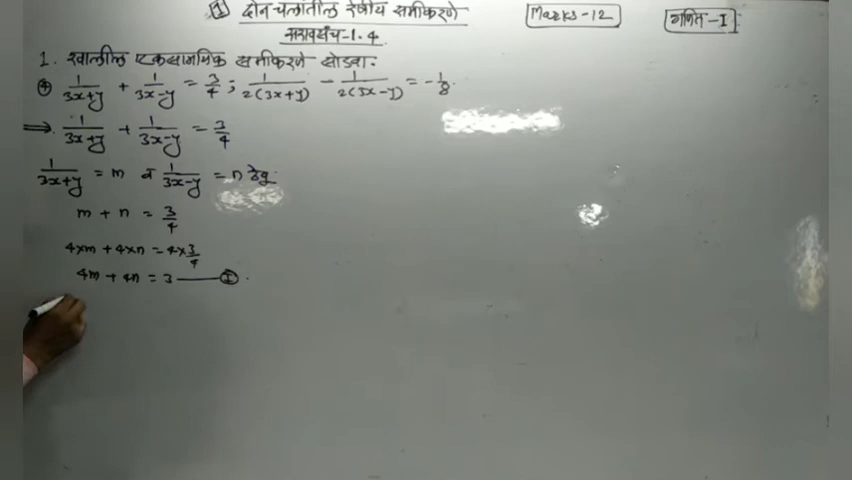 ① दोन चलांतील रेषीय समीकरणे
Marks-12
गणित-I
सरावसंच-1.4
1. खालील एकसामयिक समीकरणे सोडवा.
④ 1/(3x+y) + 1/(3x-y) = 3/4 ; 1/2(3x+y) - 1/2(3x-y) = -1/8.
⇒ 1/(3x+y) + 1/(3x-y) = 3/4
1/(3x+y) = m व 1/(3x-y) = n ठेवू.
m + n = 3/4
4×m + 4×n = 4×3/4
4m + 4n = 3 —— Ⓘ.